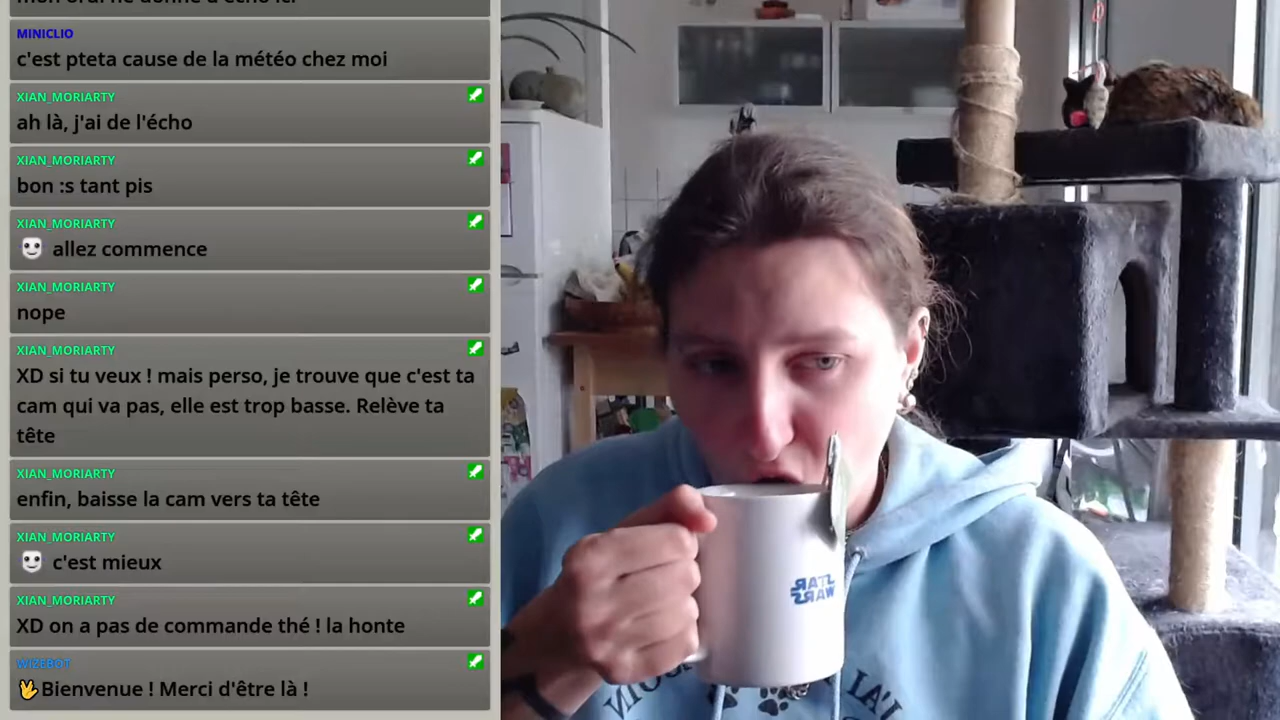 MINICLIO
c'est pteta cause de la météo chez moi
XIAN_MORIARTY
ah là, j'ai de l'écho
XIAN_MORIARTY
bon :s tant pis
XIAN_MORIARTY
allez commence
XIAN_MORIARTY
nope
XIAN_MORIARTY
XD si tu veux ! mais perso, je trouve que c'est ta
cam qui va pas, elle est trop basse. Relève ta
tête
XIAN_MORIARTY
enfin, baisse la cam vers ta tête
XIAN_MORIARTY
c'est mieux
XIAN_MORIARTY
XD on a pas de commande thé ! la honte
WIZEBOT
🖖Bienvenue ! Merci d'être là !
STAR
WARS